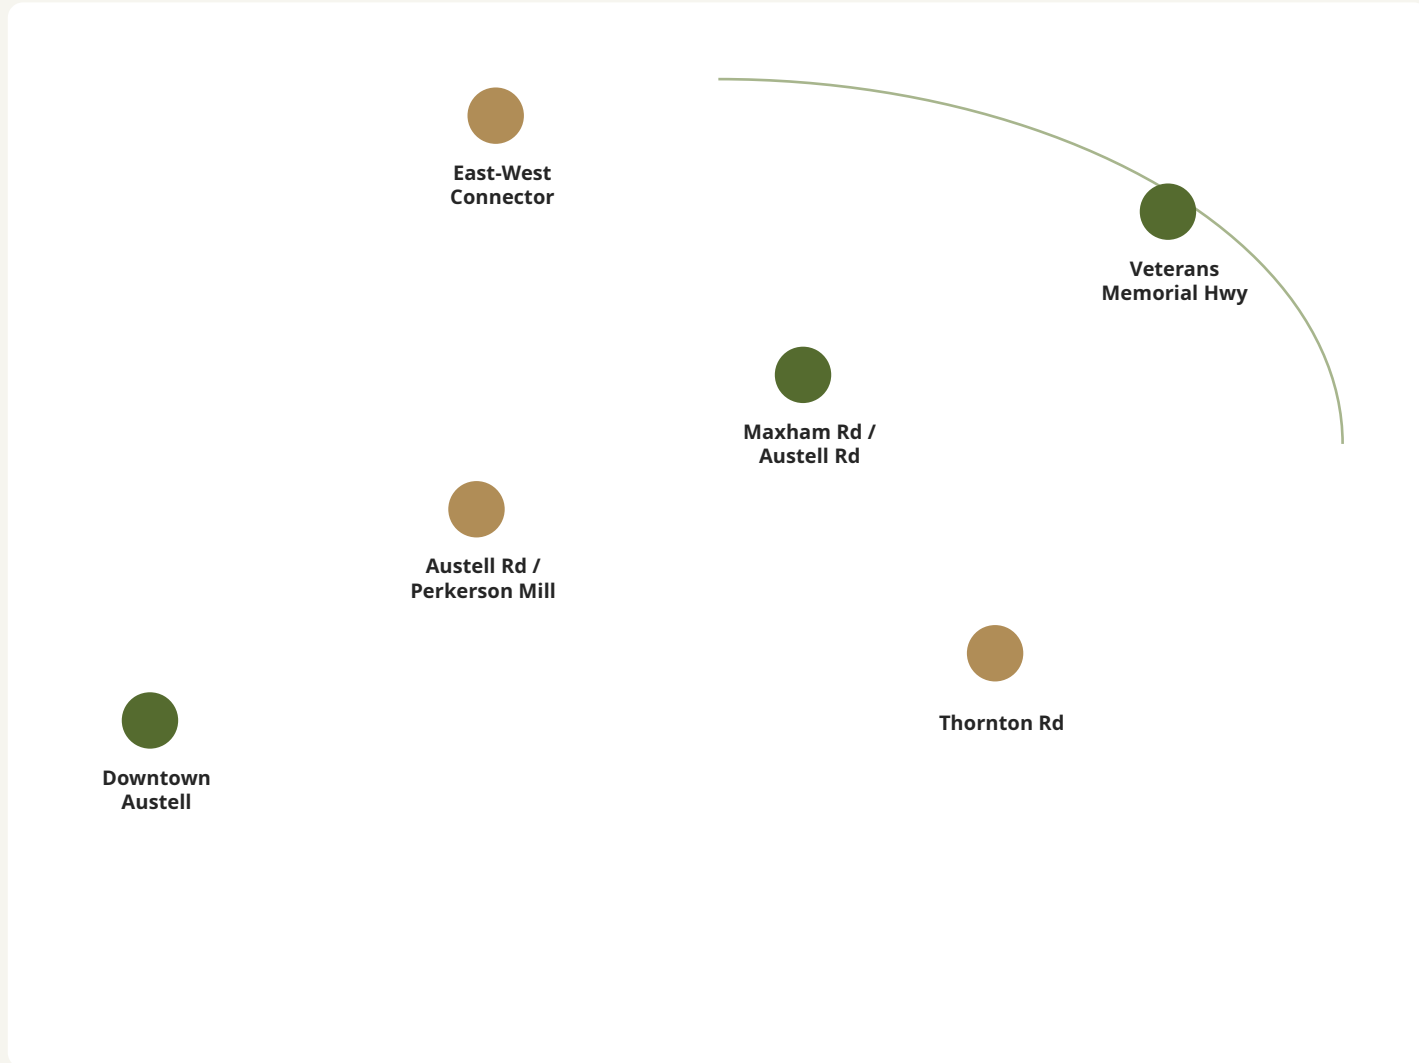 East-West
Connector
Veterans
Memorial Hwy
Maxham Rd /
Austell Rd
Austell Rd /
Perkerson Mill
Thornton Rd
Downtown
Austell